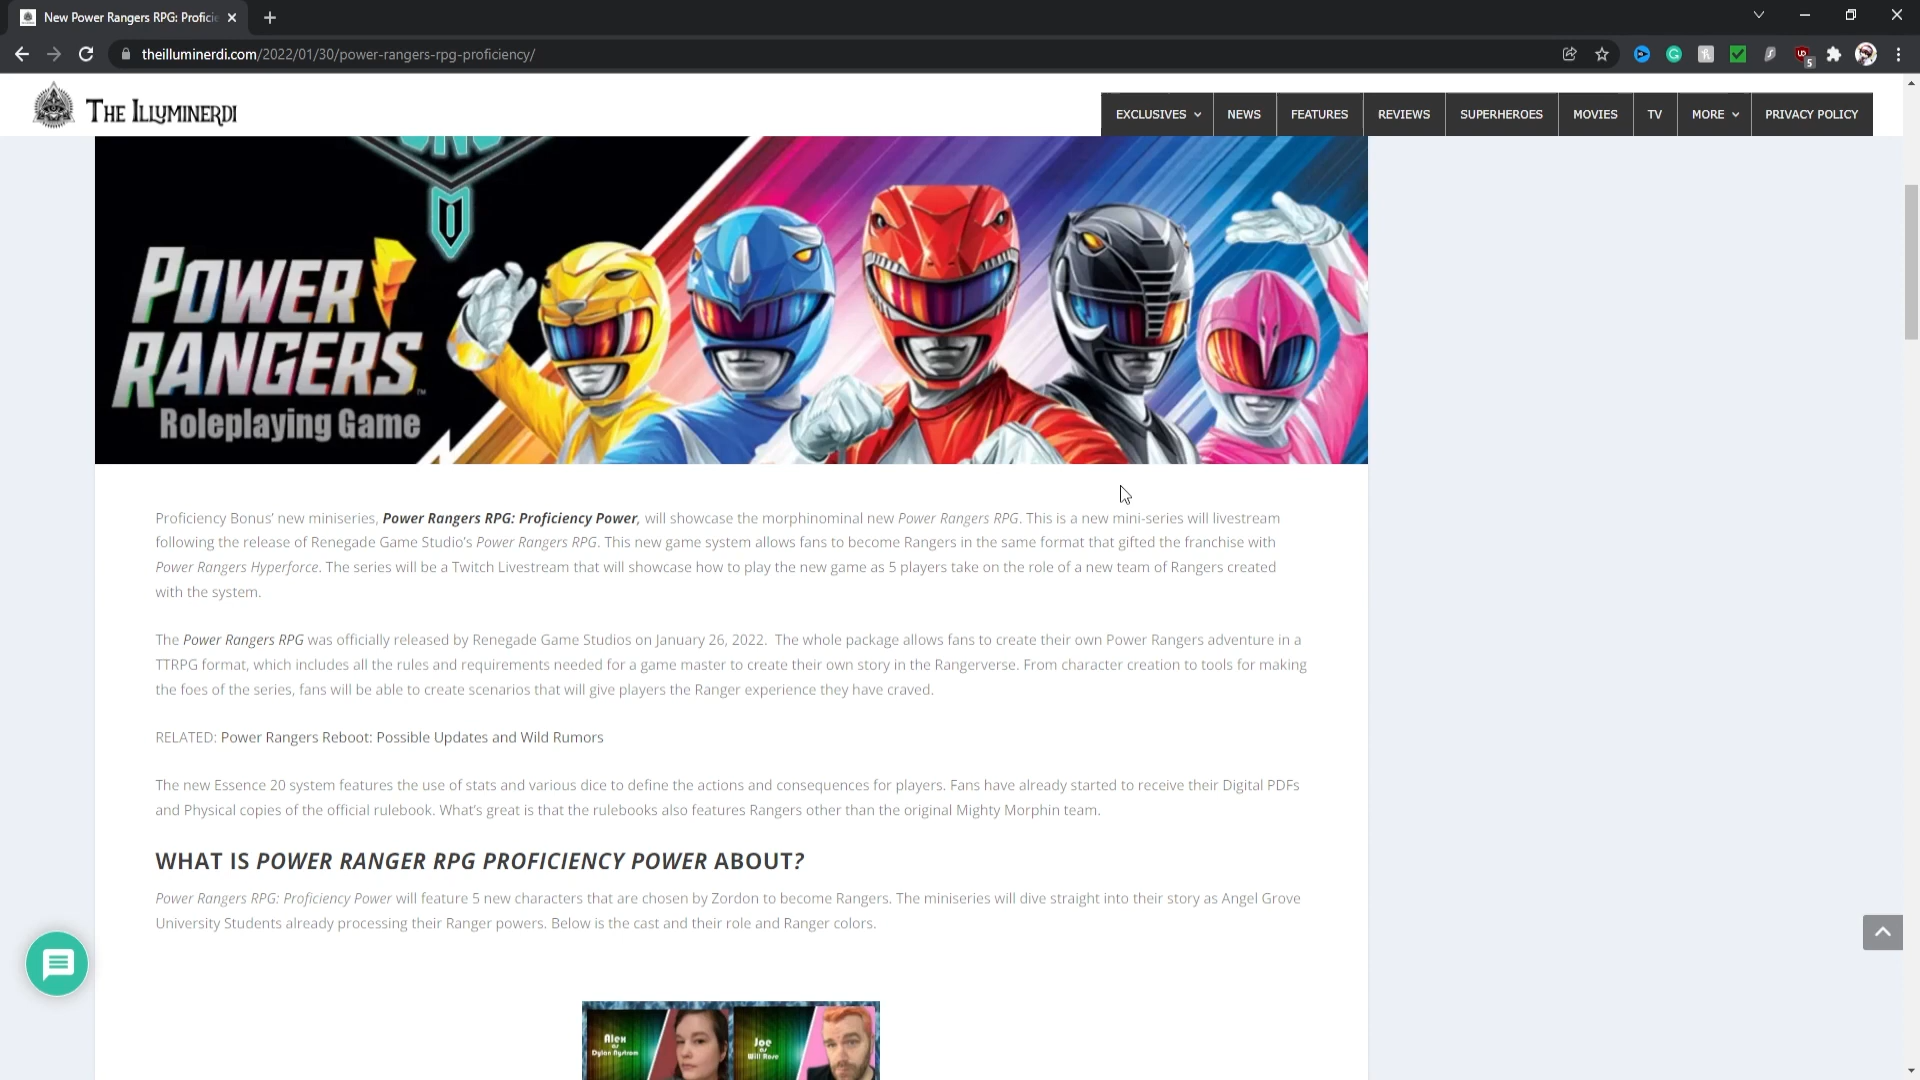 New Power Rangers RPG: Profici
theilluminerdi.com/2022/01/30/power-rangers-rpg-proficiency/
5
THE ILLUMINERDI
EXCLUSIVES
NEWS
FEATURES
REVIEWS
SUPERHEROES
MOVIES
TV
MORE
PRIVACY POLICY
POWER
RANGERS™
Roleplaying Game
Proficiency Bonus’ new miniseries, Power Rangers RPG: Proficiency Power, will showcase the morphinominal new Power Rangers RPG. This is a new mini-series will livestream
following the release of Renegade Game Studio’s Power Rangers RPG. This new game system allows fans to become Rangers in the same format that gifted the franchise with
Power Rangers Hyperforce. The series will be a Twitch Livestream that will showcase how to play the new game as 5 players take on the role of a new team of Rangers created
with the system.
The Power Rangers RPG was officially released by Renegade Game Studios on January 26, 2022. The whole package allows fans to create their own Power Rangers adventure in a
TTRPG format, which includes all the rules and requirements needed for a game master to create their own story in the Rangerverse. From character creation to tools for making
the foes of the series, fans will be able to create scenarios that will give players the Ranger experience they have craved.
RELATED: Power Rangers Reboot: Possible Updates and Wild Rumors
The new Essence 20 system features the use of stats and various dice to define the actions and consequences for players. Fans have already started to receive their Digital PDFs
and Physical copies of the official rulebook. What’s great is that the rulebooks also features Rangers other than the original Mighty Morphin team.
WHAT IS POWER RANGER RPG PROFICIENCY POWER ABOUT?
Power Rangers RPG: Proficiency Power will feature 5 new characters that are chosen by Zordon to become Rangers. The miniseries will dive straight into their story as Angel Grove
University Students already processing their Ranger powers. Below is the cast and their role and Ranger colors.
Alex
as
Dylan Nystrom
Joe
as
Will Rose